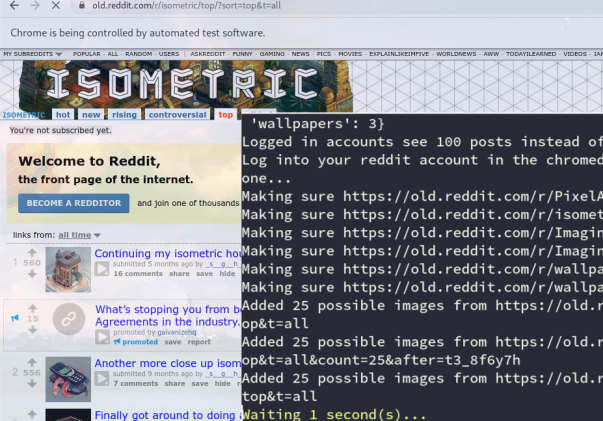 old.reddit.com/r/isometric/top/?sort=top&t=all
Chrome is being controlled by automated test software.
MY SUBREDDITS POPULAR - ALL - RANDOM - USERS | ASKREDDIT - FUNNY - GAMING - NEWS - PICS - MOVIES - EXPLAINLIKEIMFIVE - WORLDNEWS - AWW - TODAYILEARNED - VIDEOS - IAM
ISOMETRIC
ISOMETRIC hot new rising controversial top
You're not subscribed yet.
Welcome to Reddit,
the front page of the internet.
BECOME A REDDITOR and join one of thousands
links from: all time
1 560
Continuing my isometric hou
submitted 5 months ago by _s__g__h_
16 comments share save hide
15
What's stopping you from b
Agreements in the industry.
promoted by galvanizehq
promoted save report
2 556
Another more close up isom
submitted 9 months ago by _s__g__h_
7 comments share save hide r
Finally got around to doing a
'wallpapers': 3}
Logged in accounts see 100 posts instead of
Log into your reddit account in the chromed
one...
Making sure https://old.reddit.com/r/PixelA
Making sure https://old.reddit.com/r/isomet
Making sure https://old.reddit.com/r/Imagin
Making sure https://old.reddit.com/r/Imagin
Making sure https://old.reddit.com/r/wallpa
Making sure https://old.reddit.com/r/wallpa
Added 25 possible images from https://old.r
op&t=all
Added 25 possible images from https://old.r
op&t=all&count=25&after=t3_8f6y7h
Added 25 possible images from https://old.r
top&t=all
Waiting 1 second(s)...